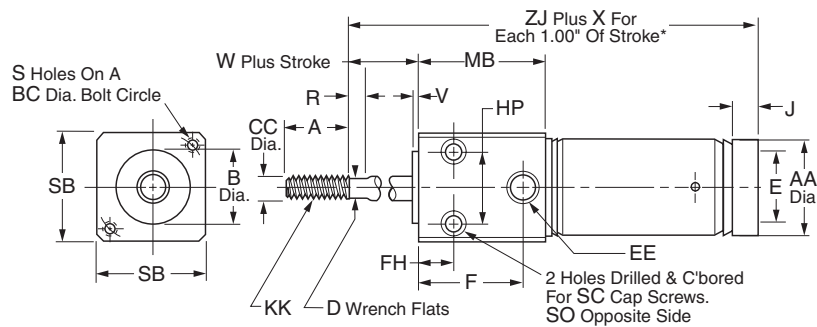 ZJ Plus X For
Each 1.00" Of Stroke*
W Plus Stroke
MB
S Holes On A
BC Dia. Bolt Circle
R
V
HP
J
CC
Dia.
A
SB
B
Dia.
E
AA
Dia
SB
FH
F
EE
KK
D Wrench Flats
2 Holes Drilled & C'bored
For SC Cap Screws.
SO Opposite Side